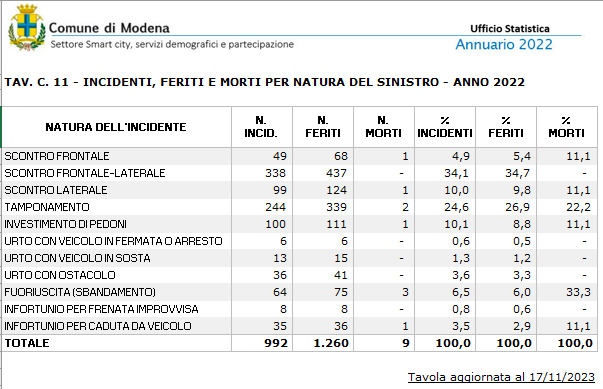 Comune di Modena
Settore Smart city, servizi demografici e partecipazione
Ufficio Statistica
Annuario 2022
TAV. C. 11 - INCIDENTI, FERITI E MORTI PER NATURA DEL SINISTRO - ANNO 2022
NATURA DELL'INCIDENTE N. INCID. N. FERITI N. MORTI % INCIDENTI % FERITI % MORTI
SCONTRO FRONTALE 49 68 1 4,9 5,4 11,1
SCONTRO FRONTALE-LATERALE 338 437 - 34,1 34,7 -
SCONTRO LATERALE 99 124 1 10,0 9,8 11,1
TAMPONAMENTO 244 339 2 24,6 26,9 22,2
INVESTIMENTO DI PEDONI 100 111 1 10,1 8,8 11,1
URTO CON VEICOLO IN FERMATA O ARRESTO 6 6 - 0,6 0,5 -
URTO CON VEICOLO IN SOSTA 13 15 - 1,3 1,2 -
URTO CON OSTACOLO 36 41 - 3,6 3,3 -
FUORIUSCITA (SBANDAMENTO) 64 75 3 6,5 6,0 33,3
INFORTUNIO PER FRENATA IMPROVVISA 8 8 - 0,8 0,6 -
INFORTUNIO PER CADUTA DA VEICOLO 35 36 1 3,5 2,9 11,1
TOTALE 992 1.260 9 100,0 100,0 100,0
Tavola aggiornata al 17/11/2023